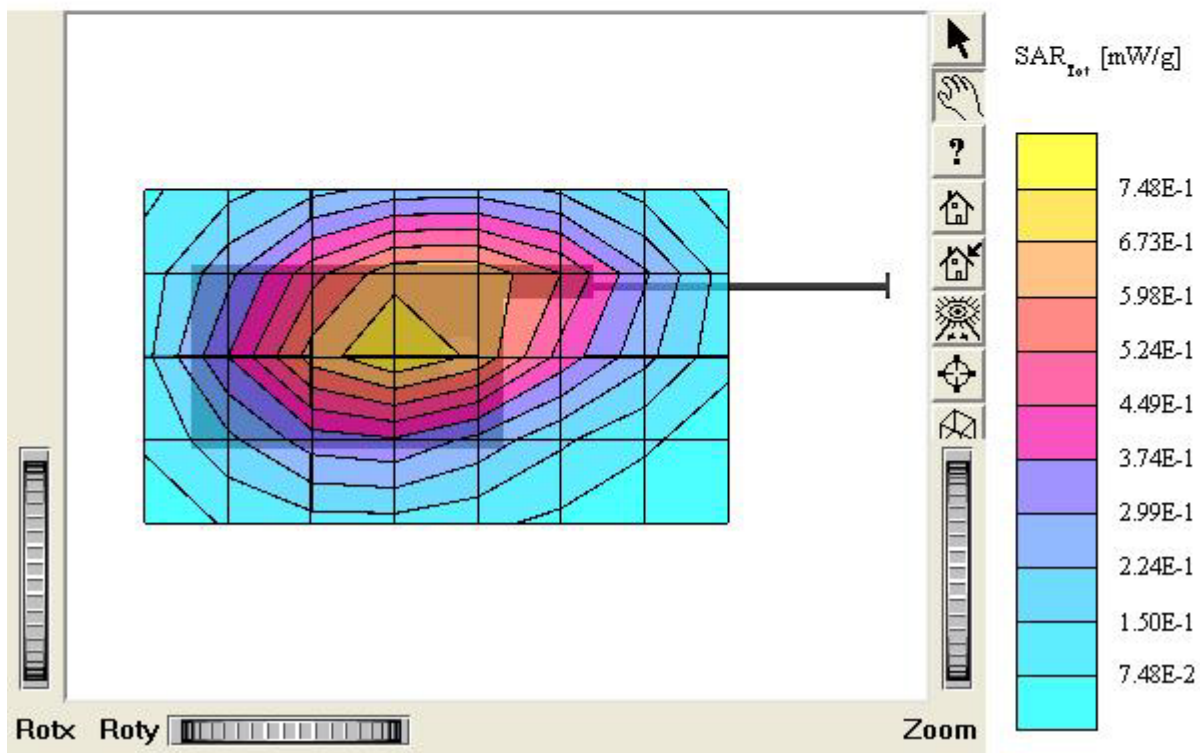 SARTot [mW/g]
?
7.48E-1
6.73E-1
5.98E-1
5.24E-1
4.49E-1
3.74E-1
2.99E-1
2.24E-1
1.50E-1
7.48E-2
Rotx Roty Zoom